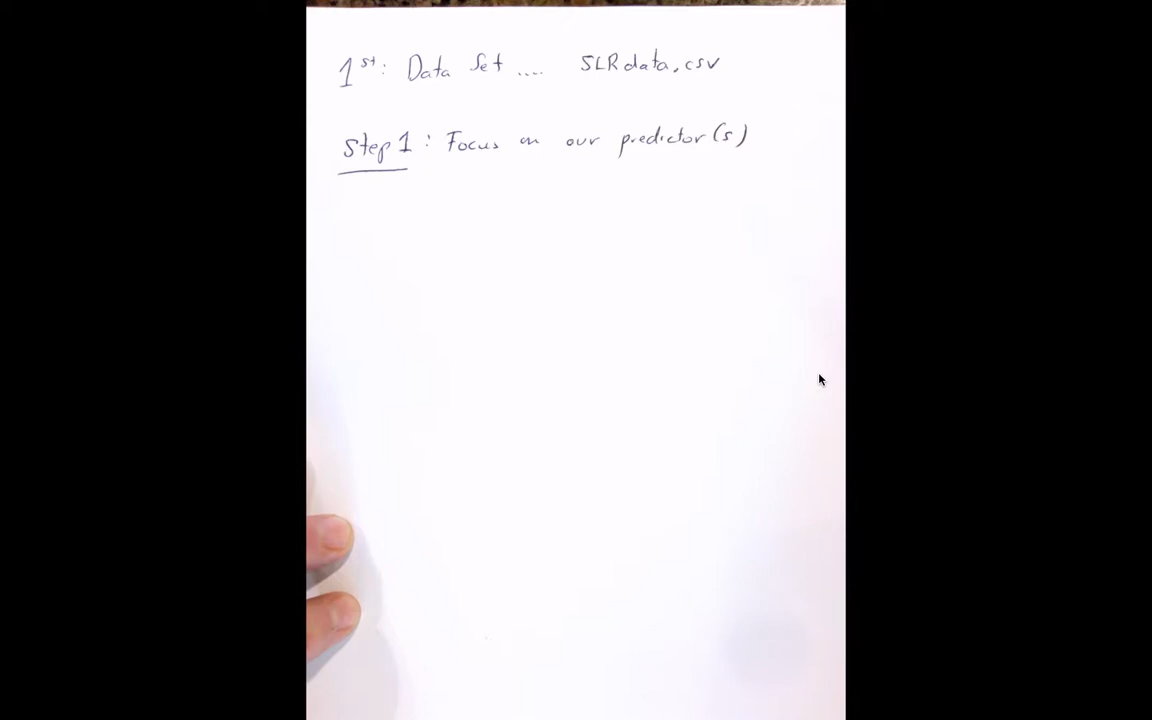 1st: Data Set .... SLRdata.csv
Step 1: Focus on our predictor(s)